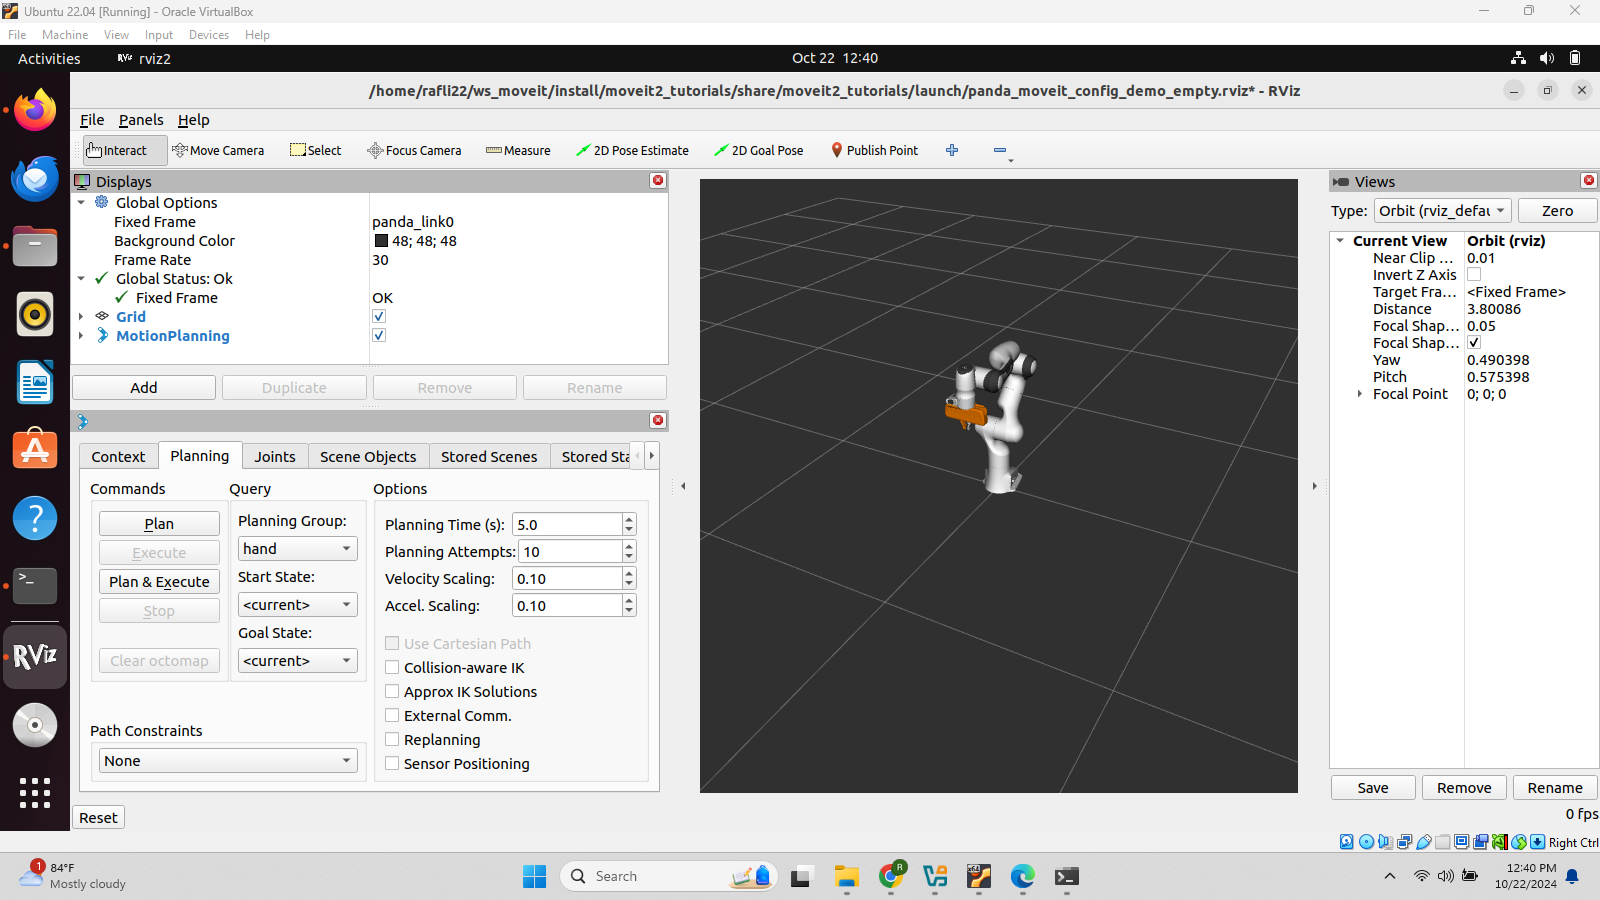 Ubuntu 22.04 [Running] - Oracle VirtualBox
File Machine View Input Devices Help
Activities RViz rviz2 Oct 22 12:40
/home/rafli22/ws_moveit/install/moveit2_tutorials/share/moveit2_tutorials/launch/panda_moveit_config_demo_empty.rviz* - RViz
File Panels Help
Interact Move Camera Select Focus Camera Measure 2D Pose Estimate 2D Goal Pose Publish Point
Displays
Global Options
Fixed Frame panda_link0
Background Color 48; 48; 48
Frame Rate 30
Global Status: Ok
Fixed Frame OK
Grid
MotionPlanning
Add Duplicate Remove Rename
Context Planning Joints Scene Objects Stored Scenes Stored Sta
Commands Query Options
Plan
Execute
Plan & Execute
Stop
Clear octomap
Planning Group:
hand
Start State:
<current>
Goal State:
<current>
Path Constraints
None
Planning Time (s): 5.0
Planning Attempts: 10
Velocity Scaling: 0.10
Accel. Scaling: 0.10
Use Cartesian Path
Collision-aware IK
Approx IK Solutions
External Comm.
Replanning
Sensor Positioning
Reset
Views
Type: Orbit (rviz_defau Zero
Current View Orbit (rviz)
Near Clip ... 0.01
Invert Z Axis
Target Fra... <Fixed Frame>
Distance 3.80086
Focal Shap... 0.05
Focal Shap...
Yaw 0.490398
Pitch 0.575398
Focal Point 0; 0; 0
Save Remove Rename
0 fps
RViz
Right Ctrl
1
84°F
Mostly cloudy
Search
R
x64
12:40 PM
10/22/2024